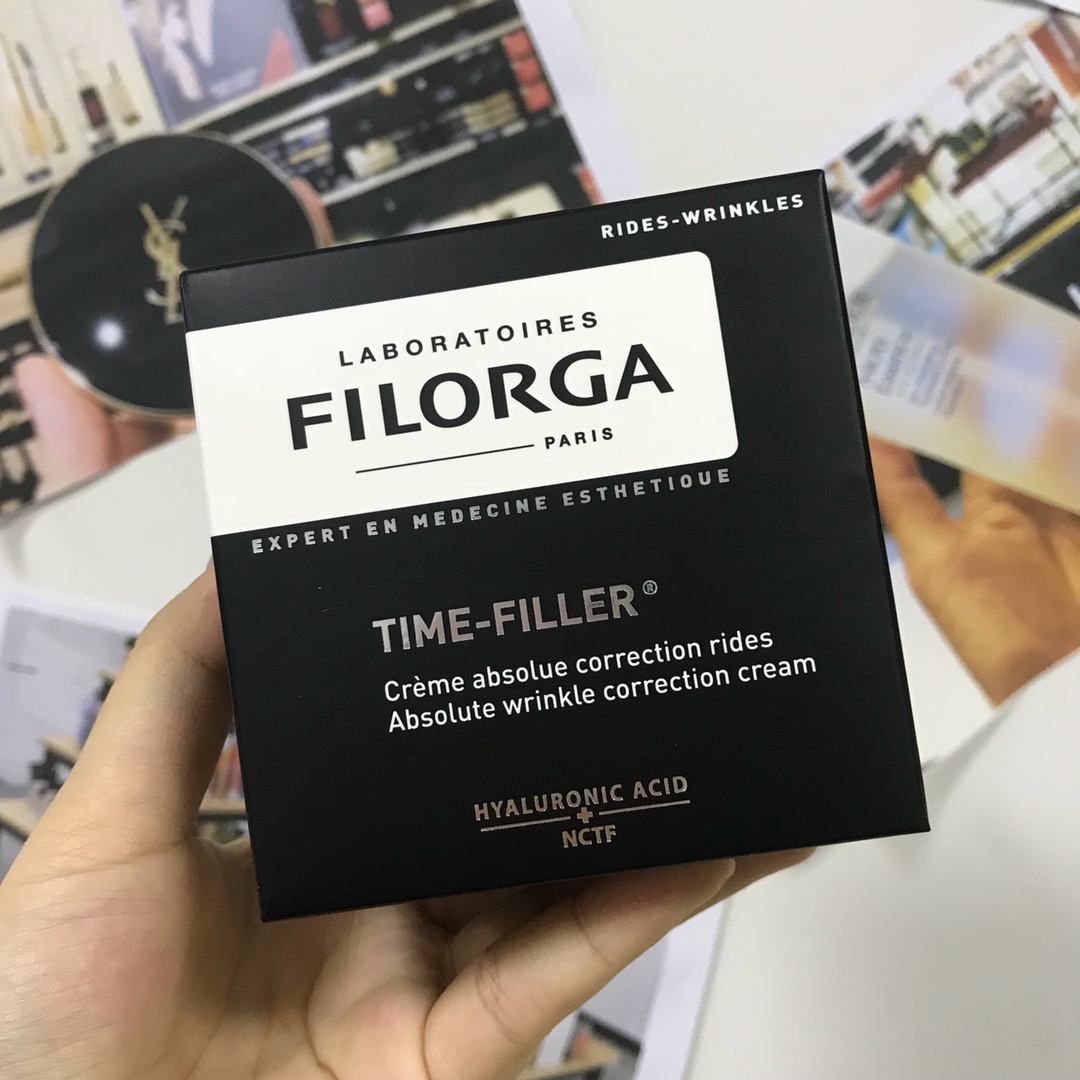 RIDES-WRINKLES
LABORATOIRES
FILORGA
PARIS
EXPERT EN MEDECINE ESTHETIQUE
TIME-FILLER®
Crème absolue correction rides
Absolute wrinkle correction cream
HYALURONIC ACID
+
NCTF
YSL